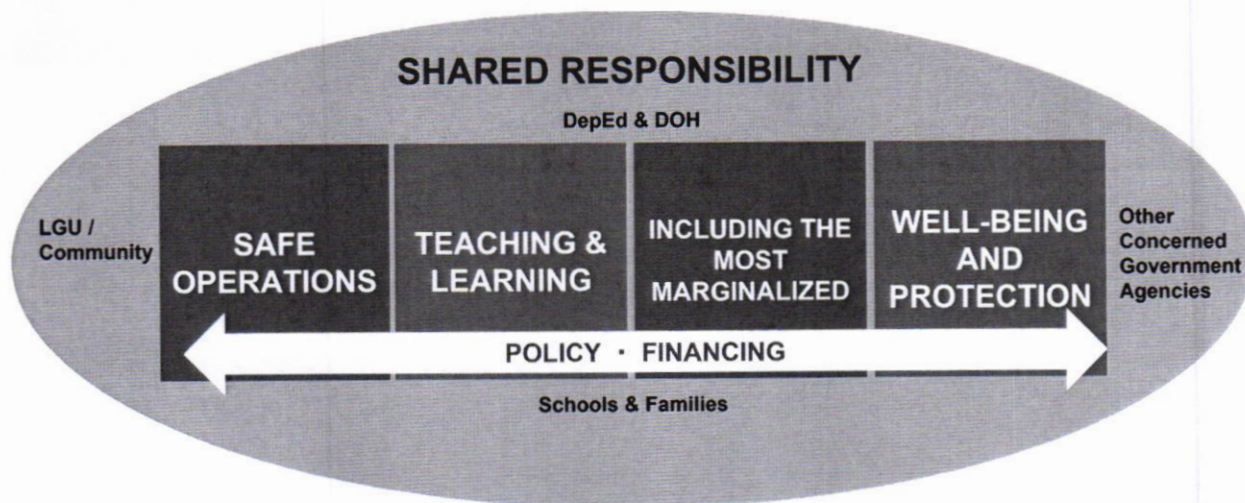 SHARED RESPONSIBILITY
DepEd & DOH
LGU /
Community
SAFE
OPERATIONS
TEACHING &
LEARNING
INCLUDING THE
MOST
MARGINALIZED
WELL-BEING
AND
PROTECTION
Other
Concerned
Government
Agencies
POLICY · FINANCING
Schools & Families